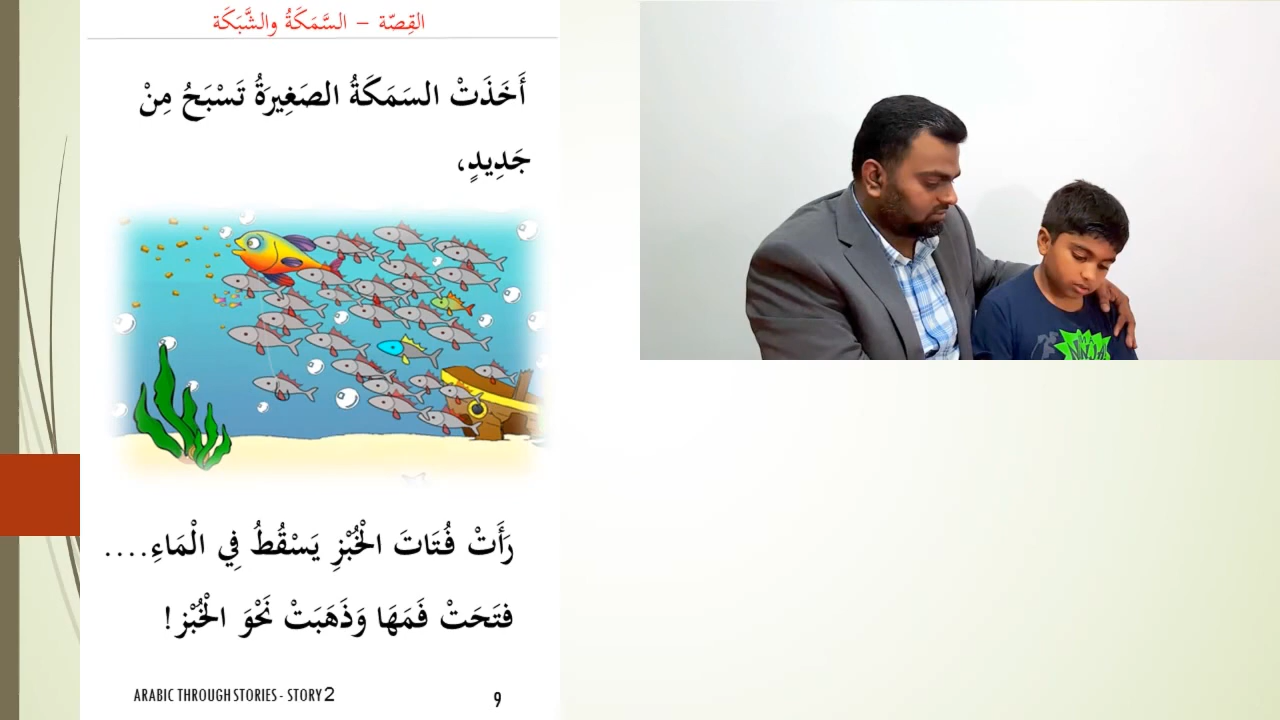 القِصّة – السَّمَكَةُ والشَّبَكَة
أَخَذَتْ السَمَكَةُ الصَغِيرَةُ تَسْبَحُ مِنْ
جَدِيدٍ،
رَأَتْ فُتَاتَ الْخُبْزِ يَسْقُطُ فِي الْمَاءِ....
فتَحَتْ فَمَهَا وَذَهَبَتْ نَحْوَ الْخُبْز!
ARABIC THROUGH STORIES - STORY 2
9
NINJA